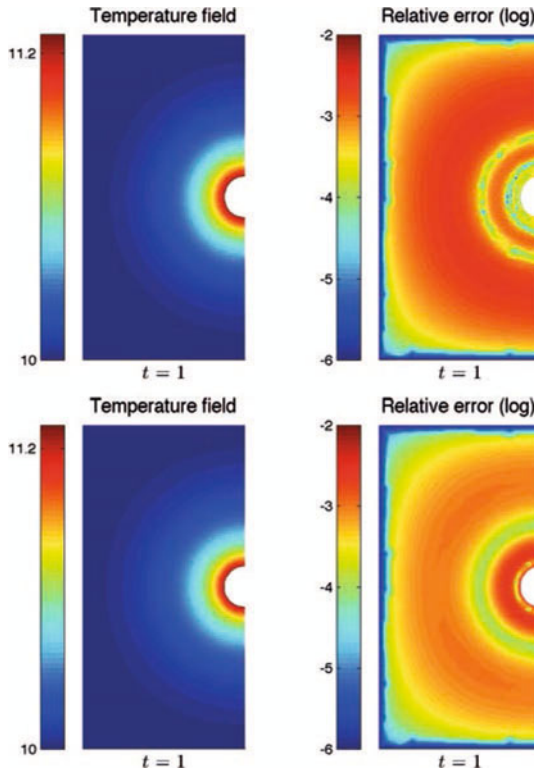 Temperature field
Relative error (log)
11.2
10
t = 1
-2
-3
-4
-5
-6
t = 1
Temperature field
Relative error (log)
11.2
10
t = 1
-2
-3
-4
-5
-6
t = 1